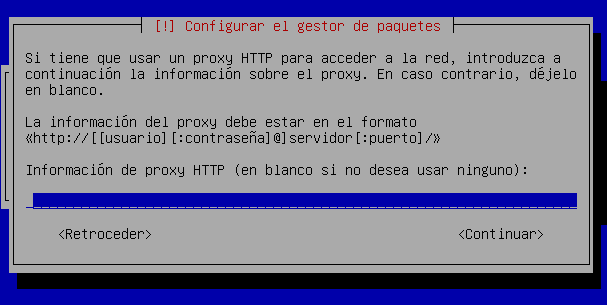 [!] Configurar el gestor de paquetes
Si tiene que usar un proxy HTTP para acceder a la red, introduzca a
continuación la información sobre el proxy. En caso contrario, déjelo
en blanco.
La información del proxy debe estar en el formato
«http://[[usuario][:contraseña]@]servidor[:puerto]/»
Información de proxy HTTP (en blanco si no desea usar ninguno):
<Retroceder> <Continuar>